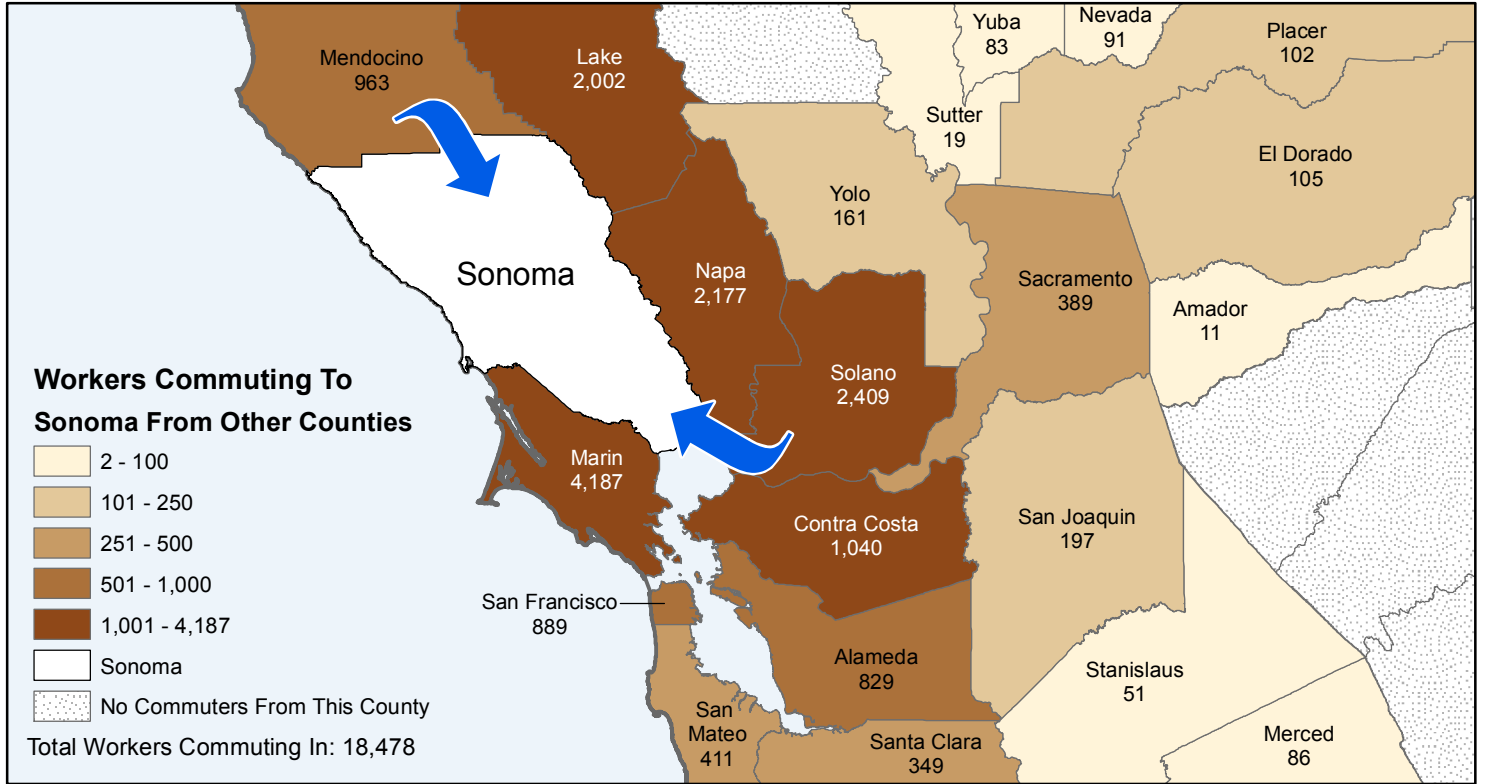 Mendocino
963
Lake
2,002
Yuba
83
Nevada
91
Placer
102
Sutter
19
El Dorado
105
Yolo
161
Sonoma
Napa
2,177
Sacramento
389
Amador
11
Solano
2,409
Marin
4,187
Contra Costa
1,040
San Joaquin
197
San Francisco
889
Alameda
829
Stanislaus
51
San
Mateo
411
Santa Clara
349
Merced
86
Workers Commuting To
Sonoma From Other Counties
2 - 100
101 - 250
251 - 500
501 - 1,000
1,001 - 4,187
Sonoma
No Commuters From This County
Total Workers Commuting In: 18,478